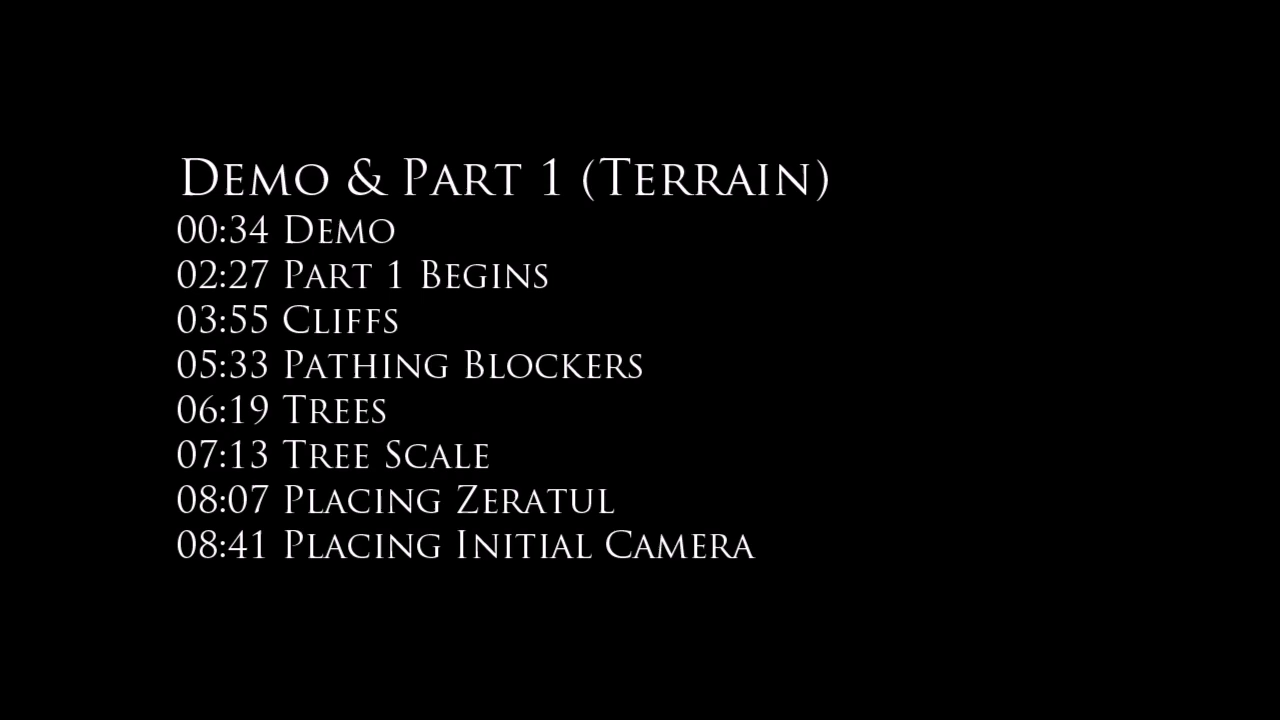 Demo & Part 1 (Terrain)
00:34 Demo
02:27 Part 1 Begins
03:55 Cliffs
05:33 Pathing Blockers
06:19 Trees
07:13 Tree Scale
08:07 Placing Zeratul
08:41 Placing Initial Camera